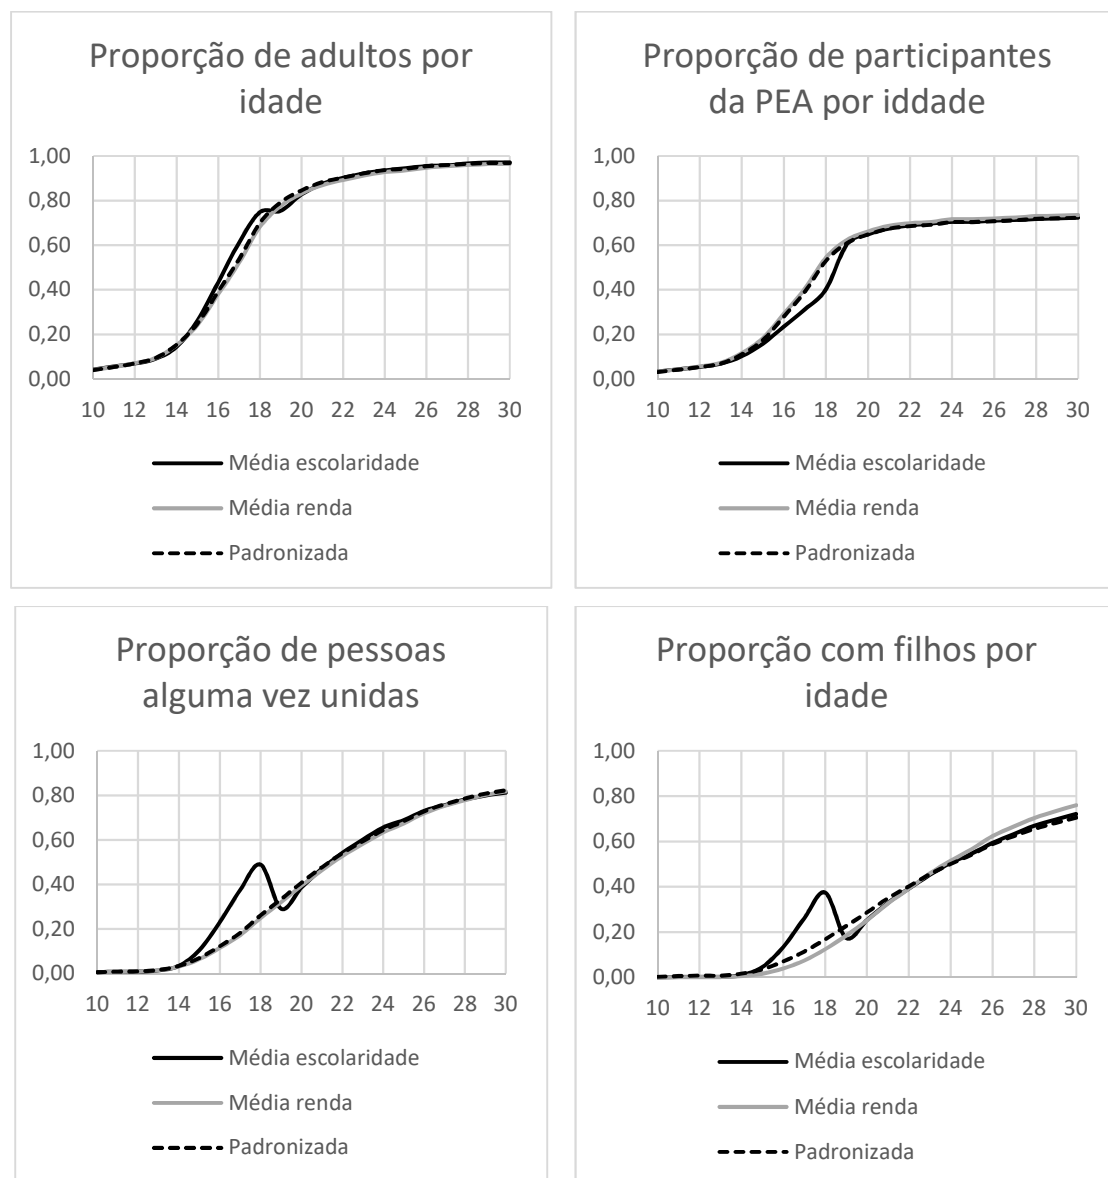 Proporção de adultos por
idade
1,00
0,80
0,60
0,40
0,20
0,00
10 12 14 16 18 20 22 24 26 28 30
Média escolaridade
Média renda
Padronizada
Proporção de participantes
da PEA por iddade
1,00
0,80
0,60
0,40
0,20
0,00
10 12 14 16 18 20 22 24 26 28 30
Média escolaridade
Média renda
Padronizada
Proporção de pessoas
alguma vez unidas
1,00
0,80
0,60
0,40
0,20
0,00
10 12 14 16 18 20 22 24 26 28 30
Média escolaridade
Média renda
Padronizada
Proporção com filhos por
idade
1,00
0,80
0,60
0,40
0,20
0,00
10 12 14 16 18 20 22 24 26 28 30
Média escolaridade
Média renda
Padronizada